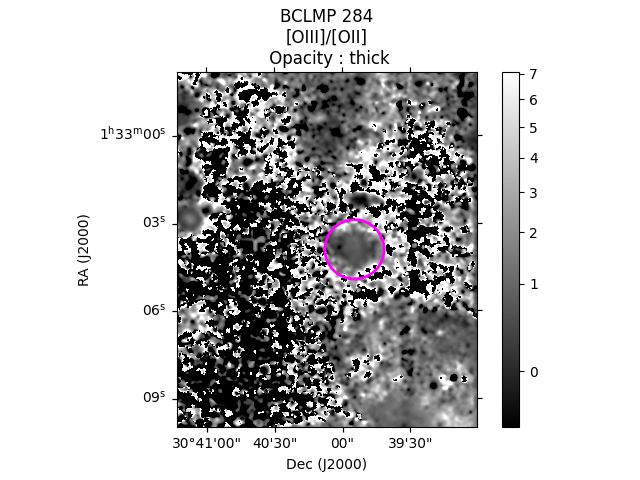 BCLMP 284
[OIII]/[OII]
Opacity : thick
7
6
5
4
3
2
1
0
1ʰ33ᵐ00ˢ
03ˢ
06ˢ
09ˢ
RA (J2000)
30°41'00" 40'30" 00" 39'30"
Dec (J2000)